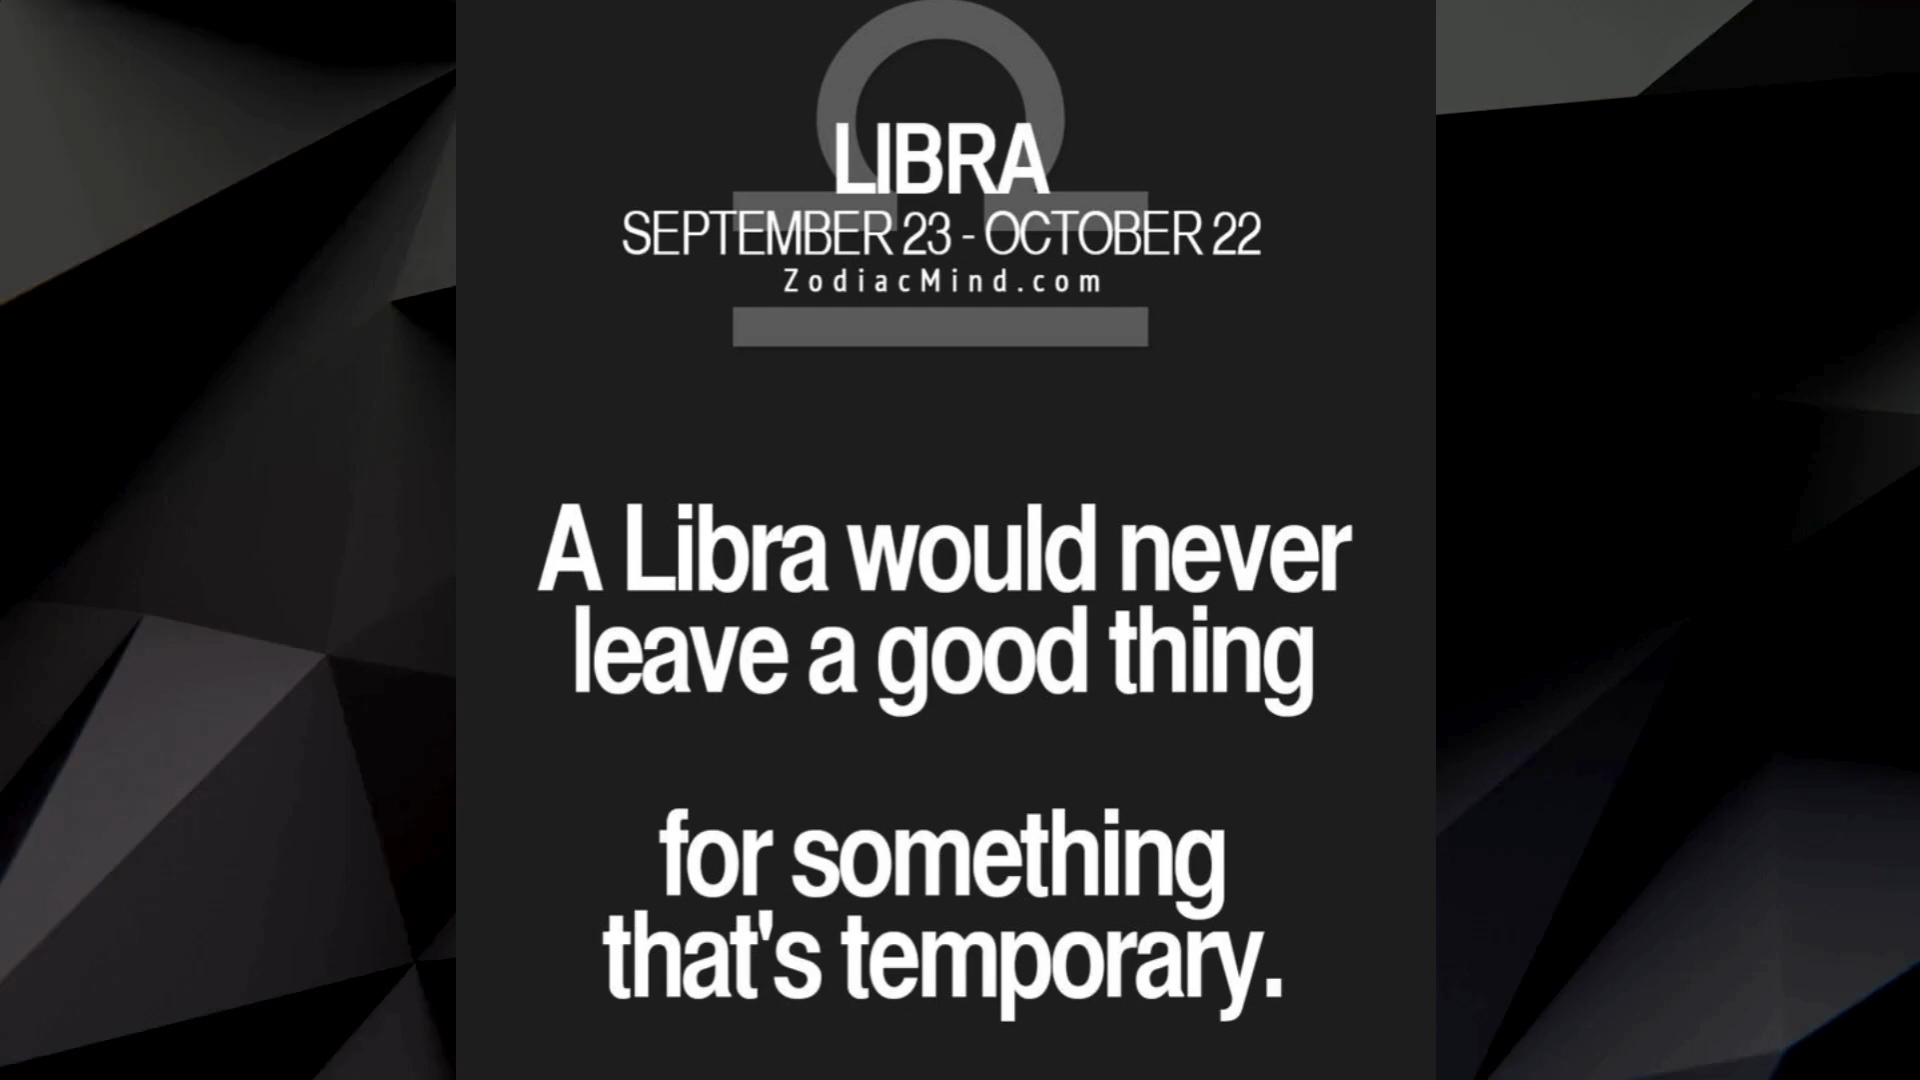 LIBRA
SEPTEMBER 23 - OCTOBER 22
ZodiacMind.com
A Libra would never
leave a good thing
for something
that's temporary.